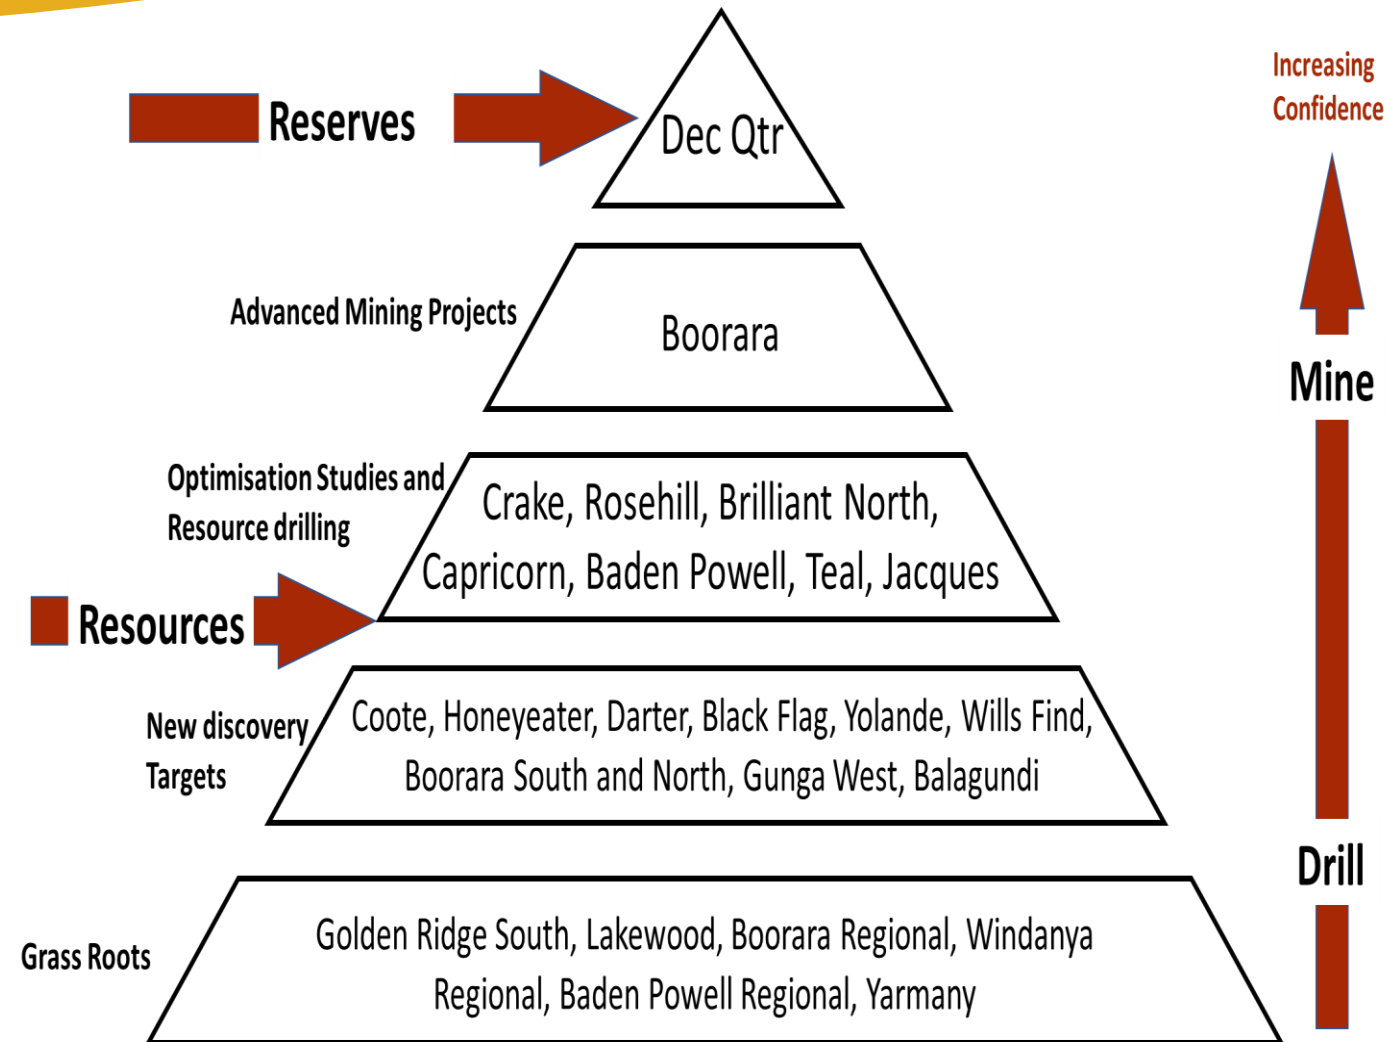 Increasing
Confidence
Reserves
Dec Qtr
Advanced Mining Projects
Boorara
Mine
Optimisation Studies and
Resource drilling
Crake, Rosehill, Brilliant North,
Capricorn, Baden Powell, Teal, Jacques
Resources
New discovery
Targets
Coote, Honeyeater, Darter, Black Flag, Yolande, Wills Find,
Boorara South and North, Gunga West, Balagundi
Drill
Grass Roots
Golden Ridge South, Lakewood, Boorara Regional, Windanya
Regional, Baden Powell Regional, Yarmany